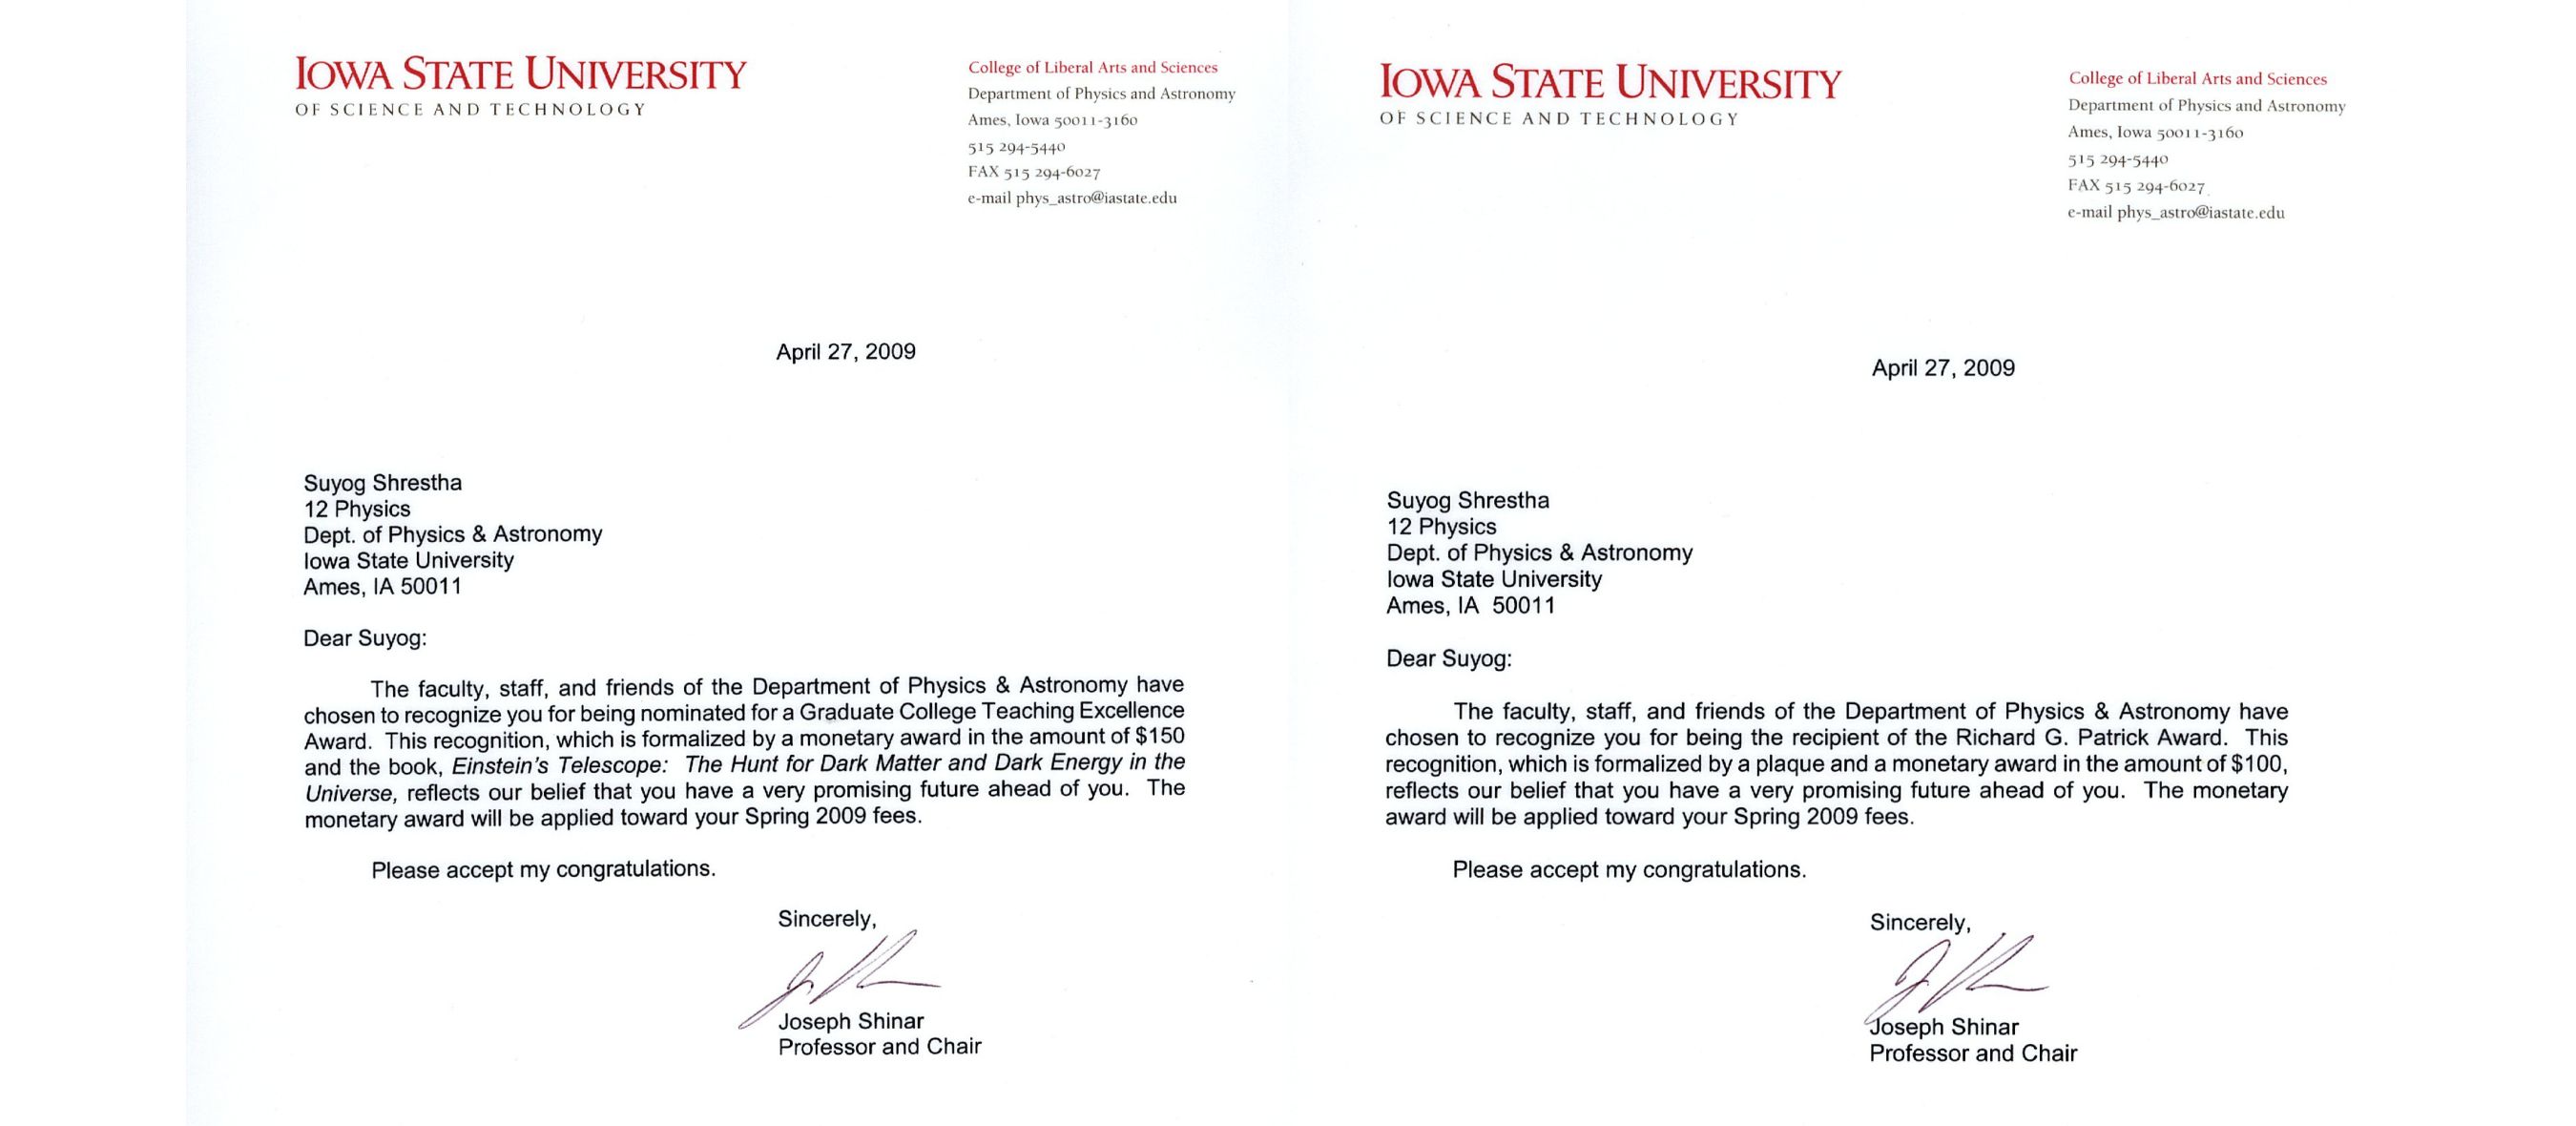 IOWA STATE UNIVERSITY
OF SCIENCE AND TECHNOLOGY
College of Liberal Arts and Sciences
Department of Physics and Astronomy
Ames, Iowa 50011-3160
515 294-5440
FAX 515 294-6027
e-mail phys_astro@iastate.edu
April 27, 2009
Suyog Shrestha
12 Physics
Dept. of Physics & Astronomy
Iowa State University
Ames, IA 50011
Dear Suyog:
The faculty, staff, and friends of the Department of Physics & Astronomy have
chosen to recognize you for being nominated for a Graduate College Teaching Excellence
Award. This recognition, which is formalized by a monetary award in the amount of $150
and the book, Einstein's Telescope: The Hunt for Dark Matter and Dark Energy in the
Universe, reflects our belief that you have a very promising future ahead of you. The
monetary award will be applied toward your Spring 2009 fees.
Please accept my congratulations.
Sincerely,
Joseph Shinar
Professor and Chair
IOWA STATE UNIVERSITY
OF SCIENCE AND TECHNOLOGY
College of Liberal Arts and Sciences
Department of Physics and Astronomy
Ames, Iowa 50011-3160
515 294-5440
FAX 515 294-6027
e-mail phys_astro@iastate.edu
April 27, 2009
Suyog Shrestha
12 Physics
Dept. of Physics & Astronomy
Iowa State University
Ames, IA 50011
Dear Suyog:
The faculty, staff, and friends of the Department of Physics & Astronomy have
chosen to recognize you for being the recipient of the Richard G. Patrick Award. This
recognition, which is formalized by a plaque and a monetary award in the amount of $100,
reflects our belief that you have a very promising future ahead of you. The monetary
award will be applied toward your Spring 2009 fees.
Please accept my congratulations.
Sincerely,
Joseph Shinar
Professor and Chair